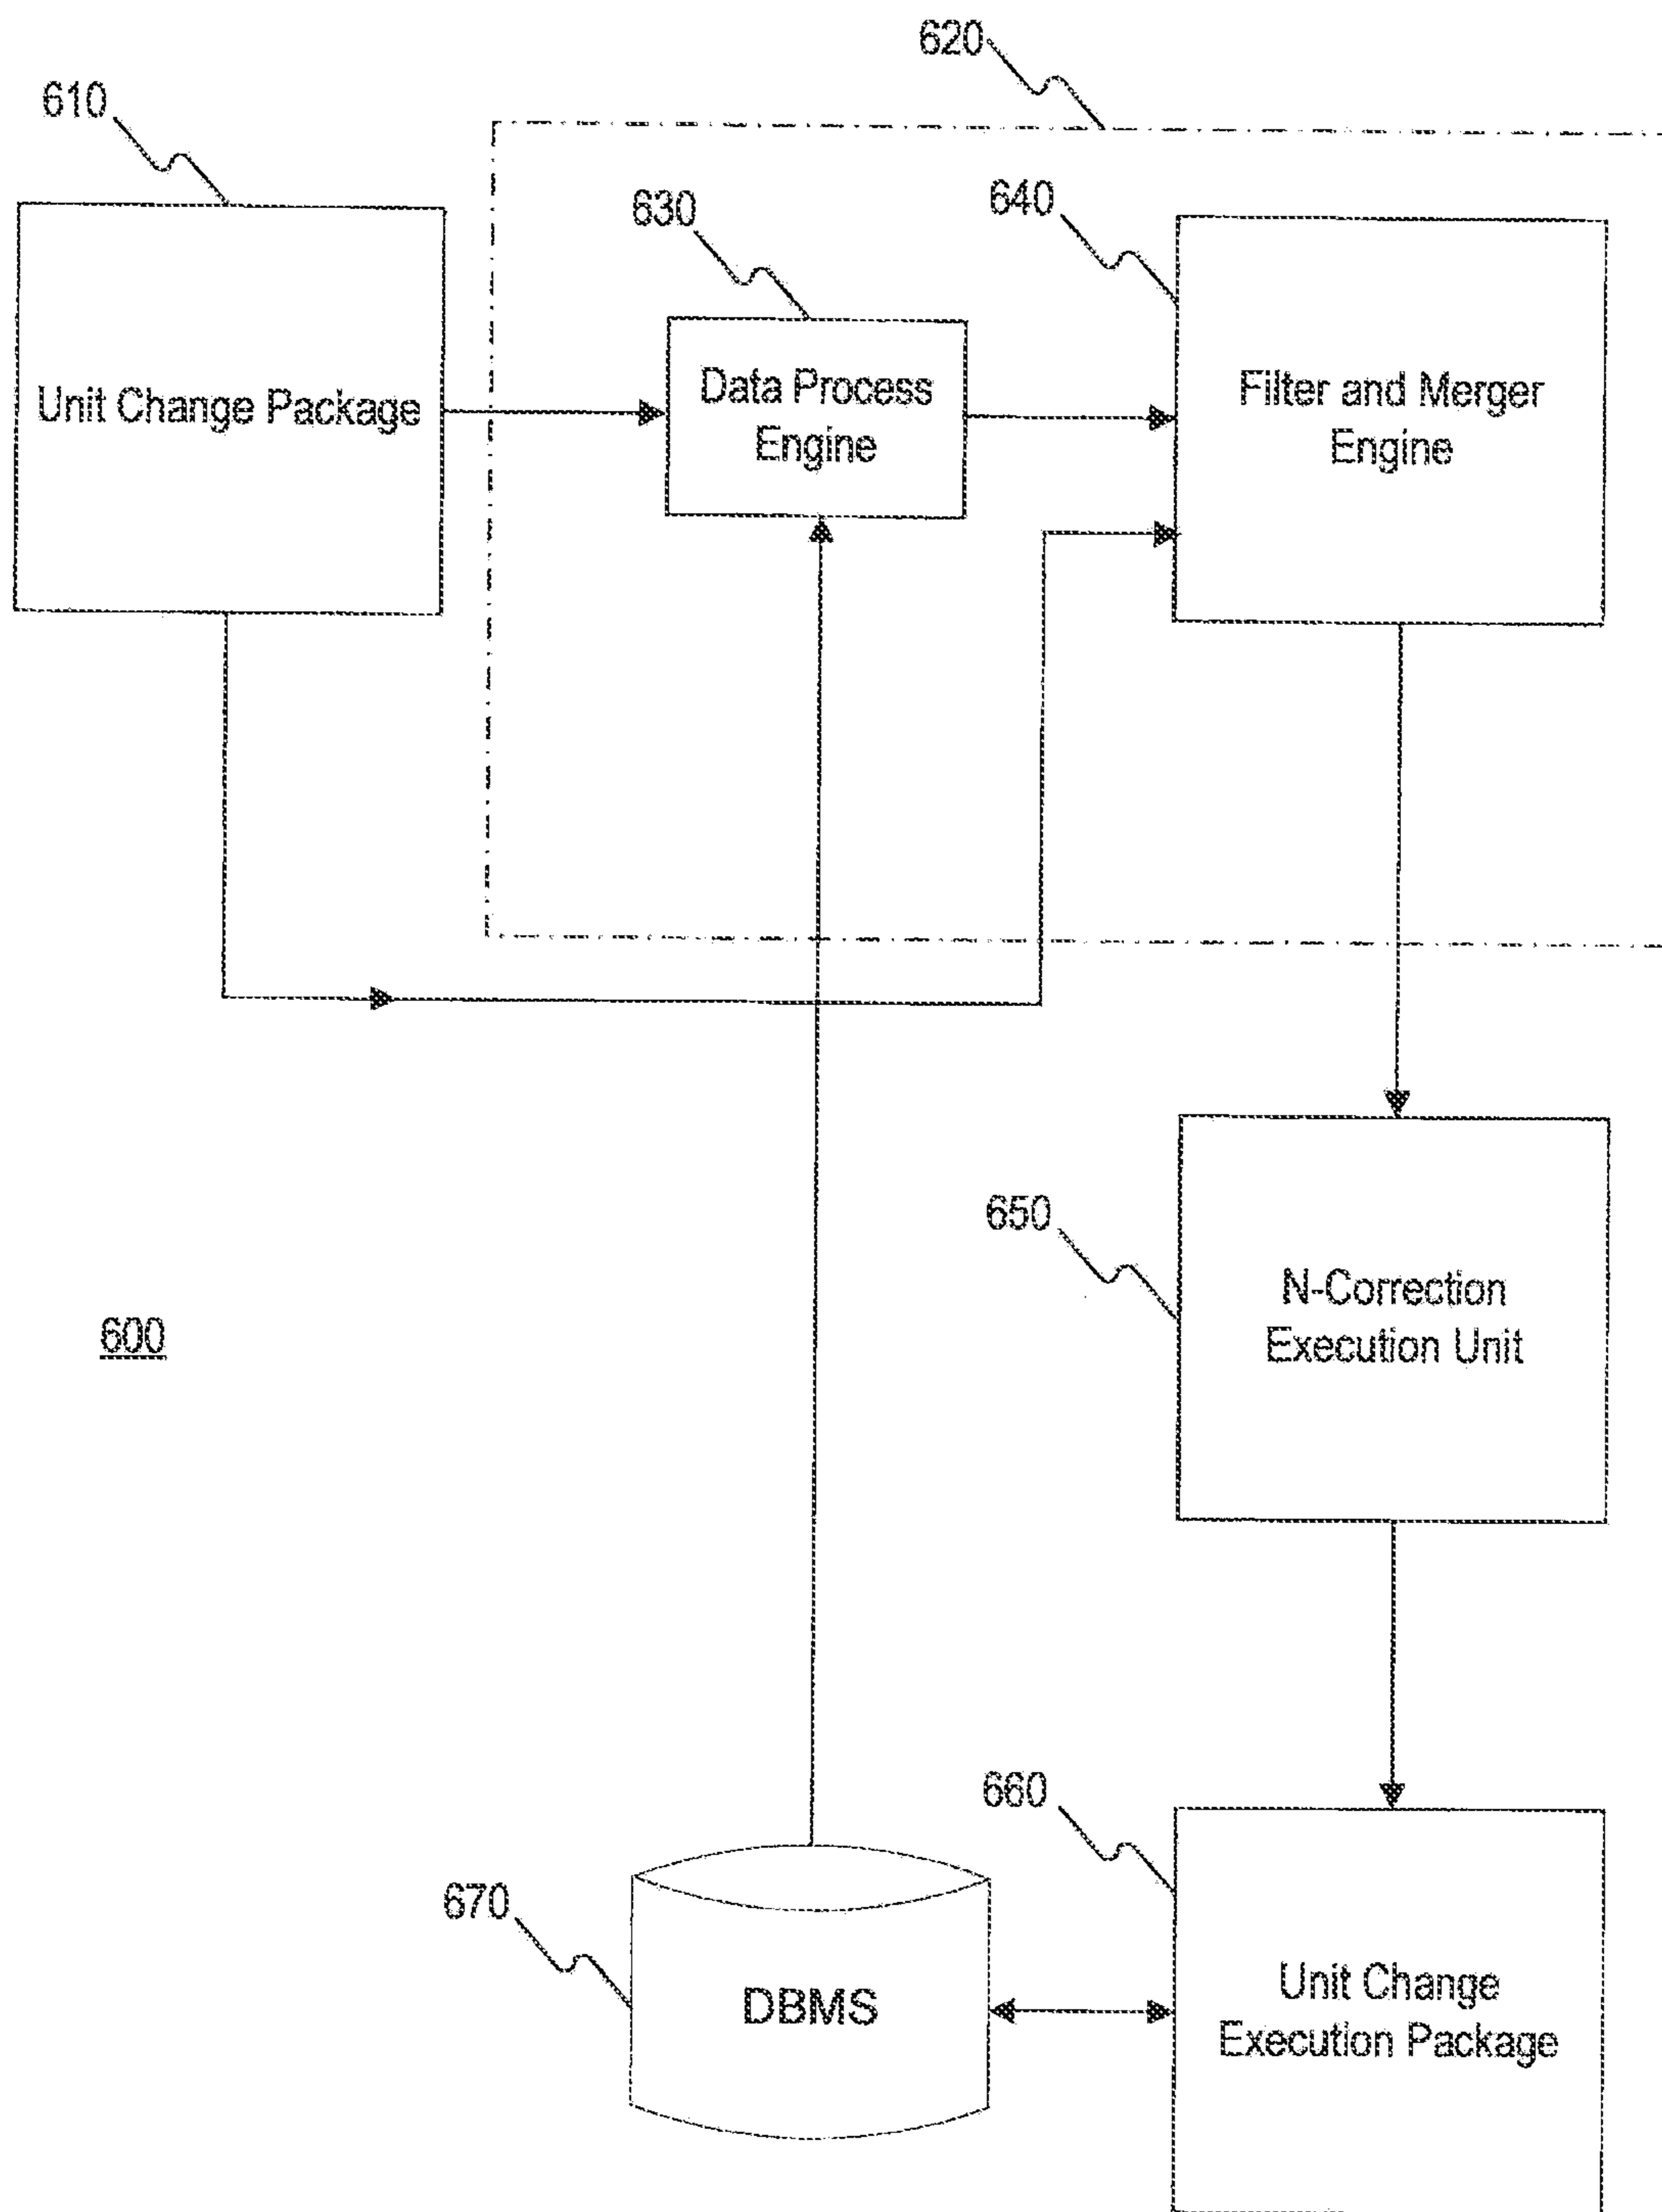 620
610
630
640
Unit Change Package
Data Process
Engine
Filter and Merger
Engine
650
N-Correction
Execution Unit
600
660
670
DBMS
Unit Change
Execution Package